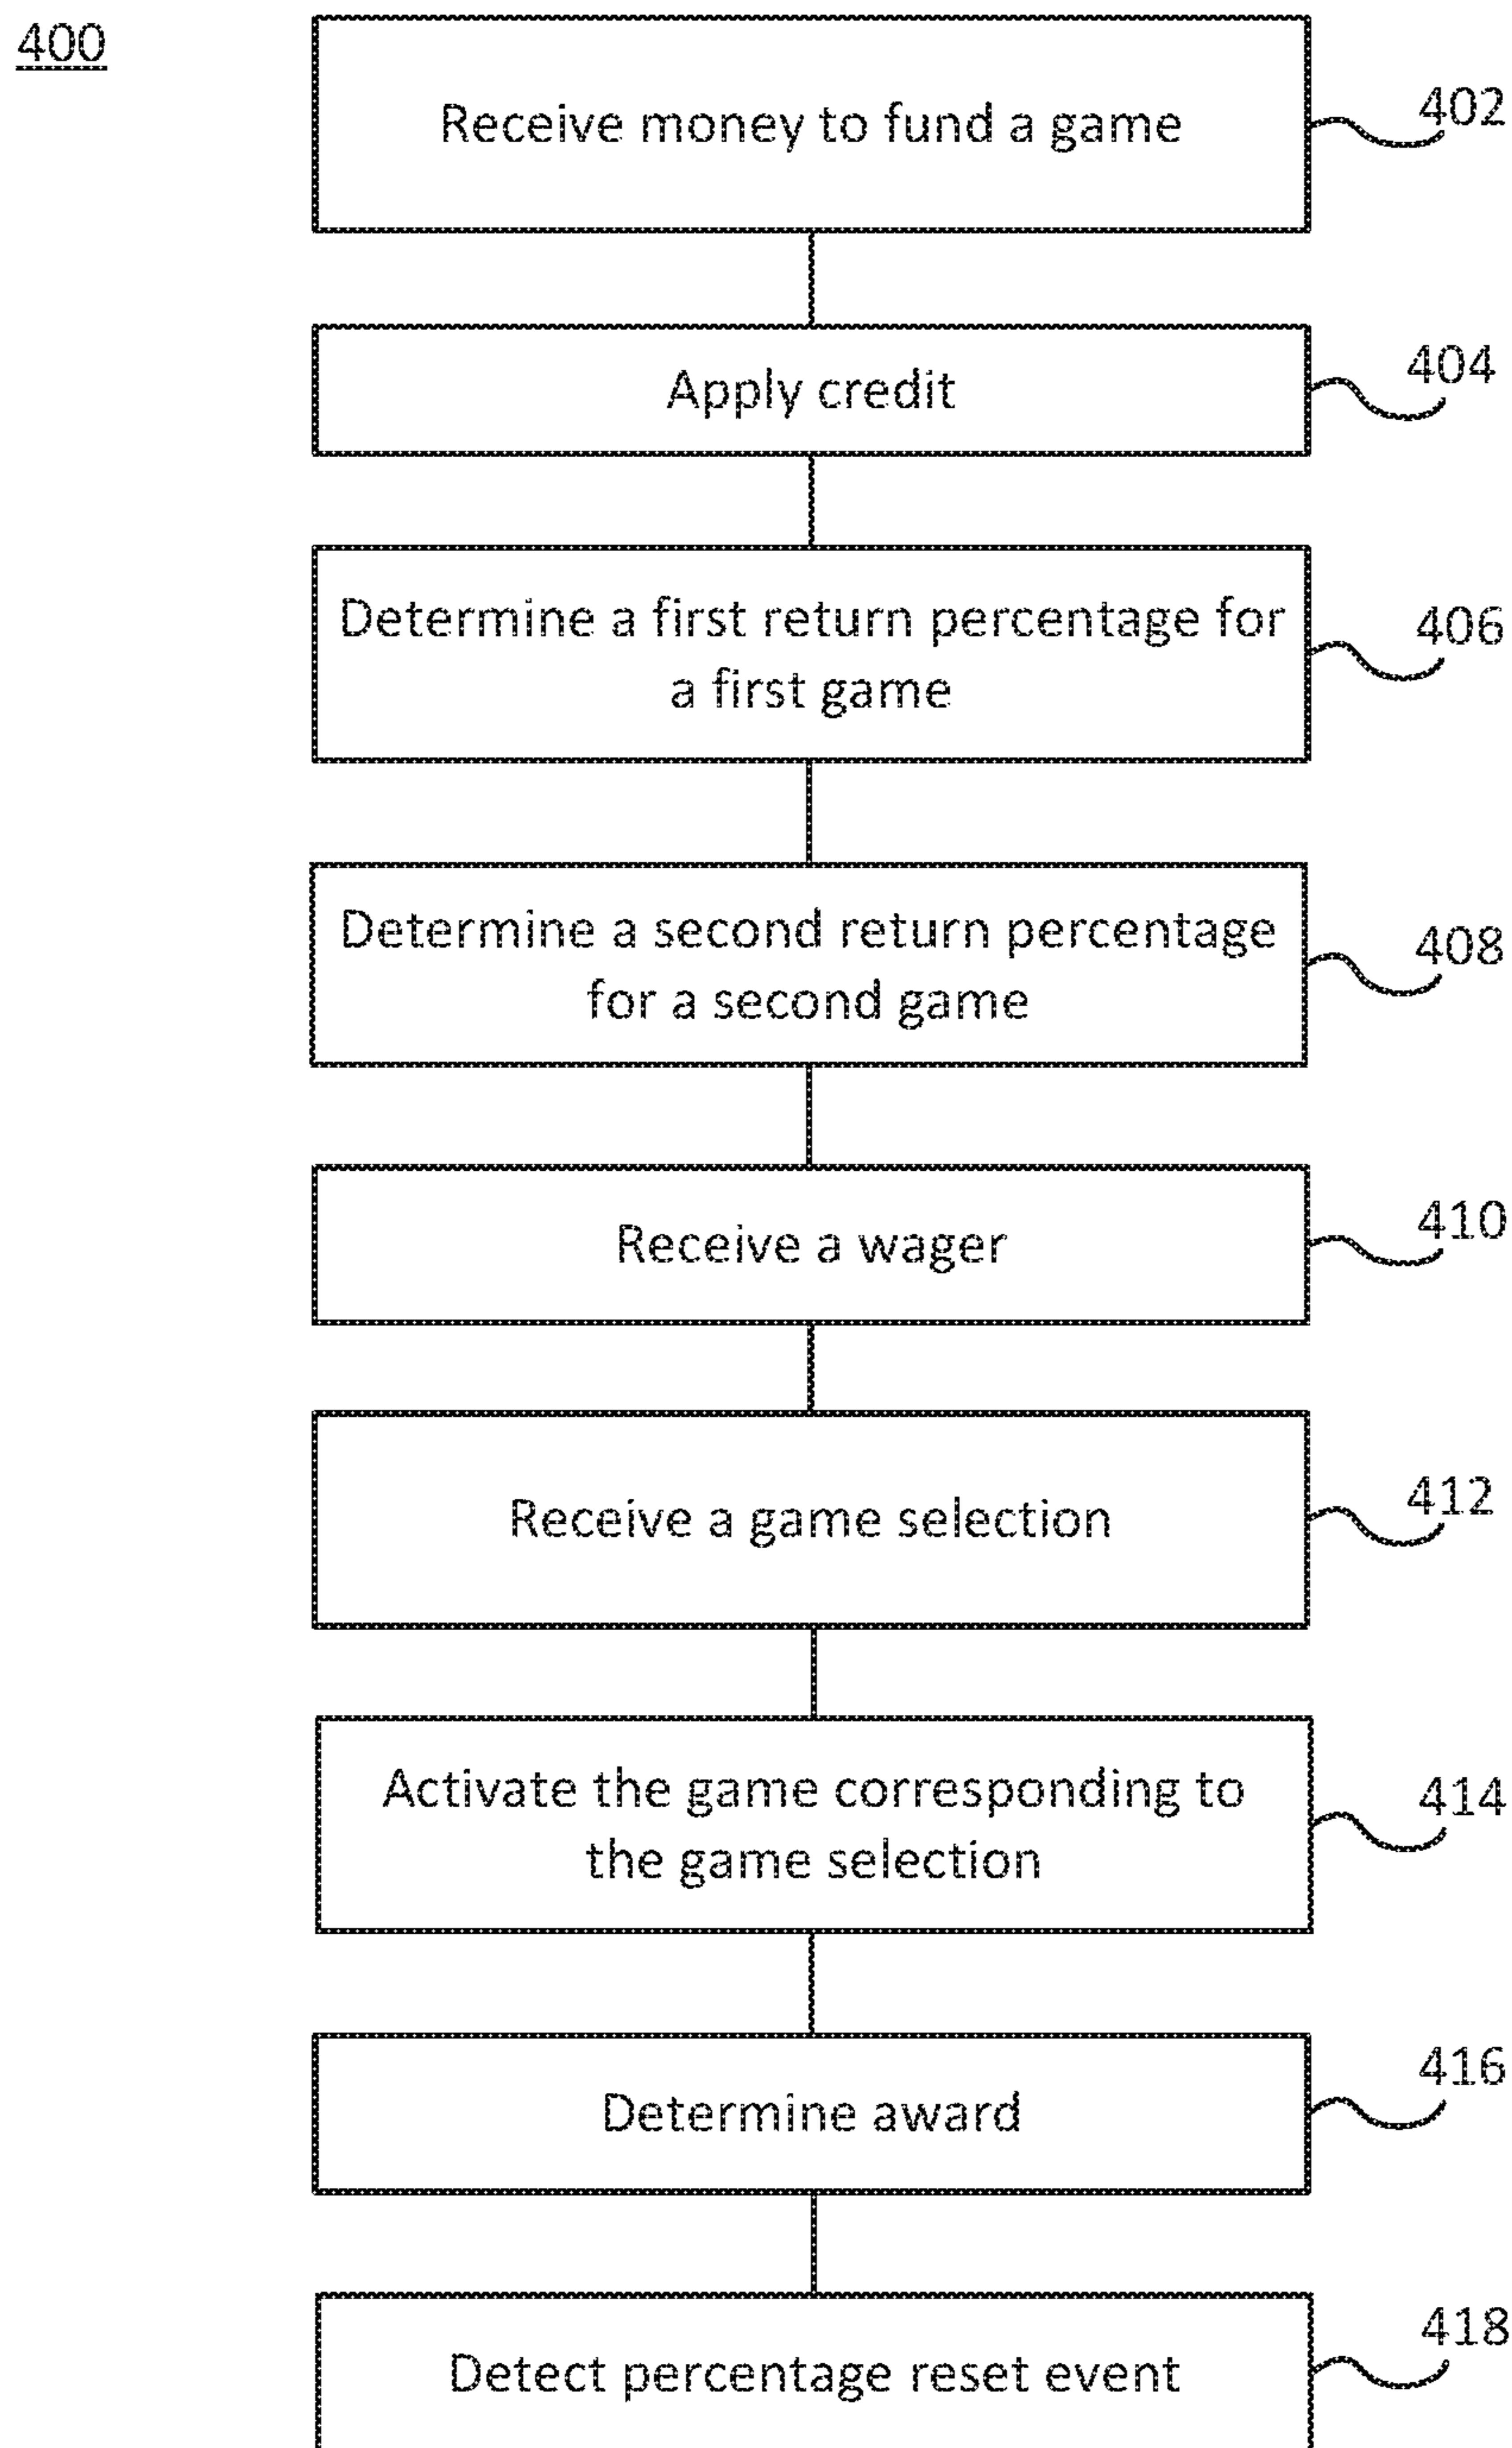 400
Receive money to fund a game
402
Apply credit
404
Determine a first return percentage for
a first game
406
Determine a second return percentage
for a second game
408
Receive a wager
410
Receive a game selection
412
Activate the game corresponding to
the game selection
414
Determine award
416
Detect percentage reset event
418